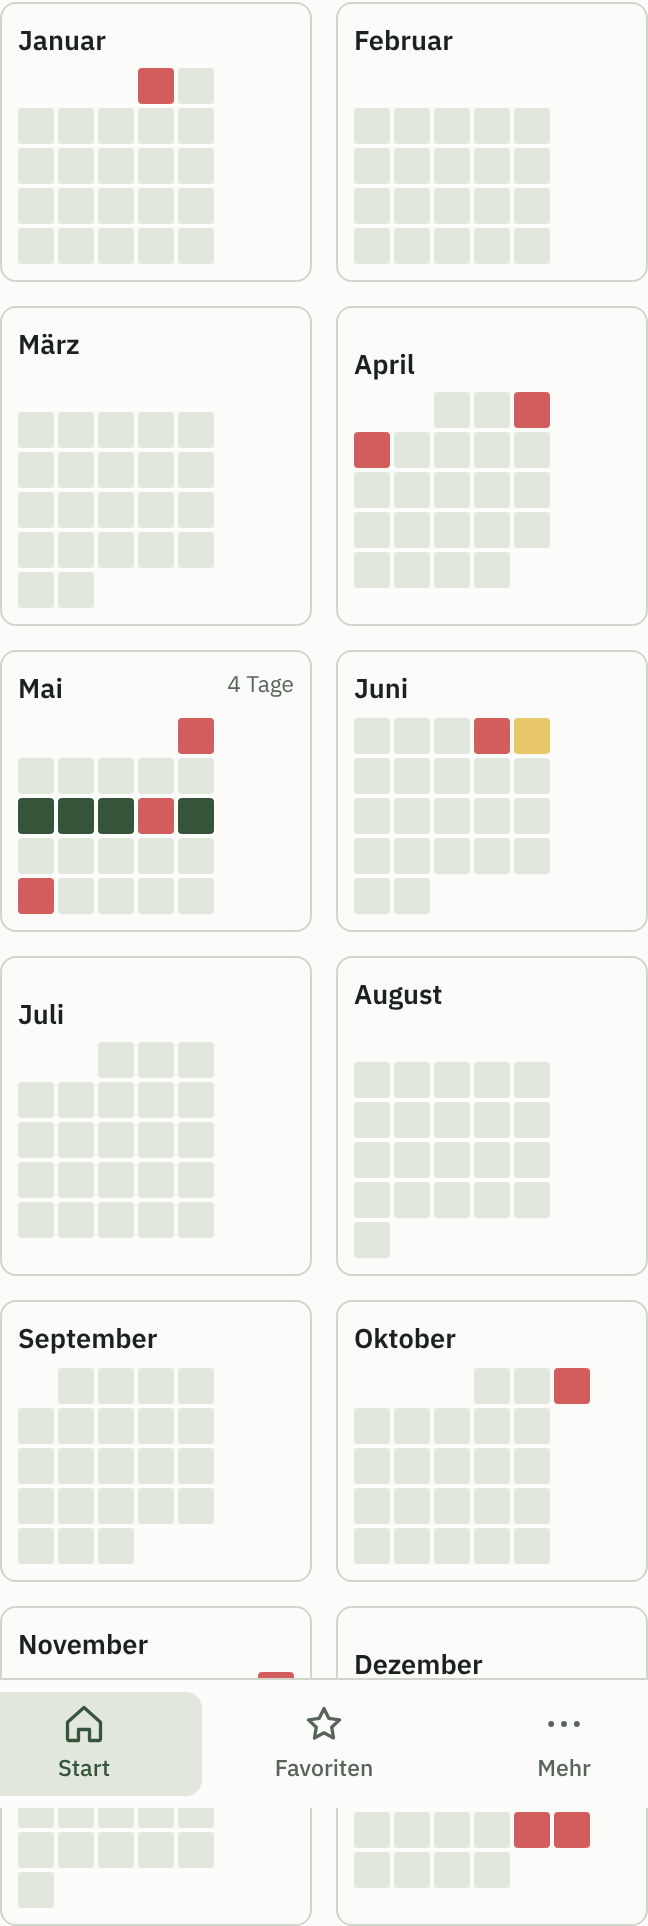 Januar
Februar
März
April
Mai
4 Tage
Juni
Juli
August
September
Oktober
November
Dezember
Start
Favoriten
Mehr